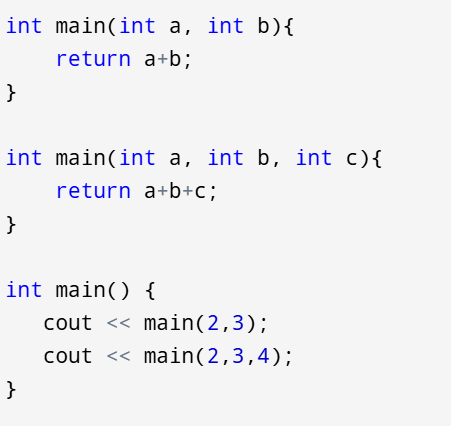 int main(int a, int b){
    return a+b;
}

int main(int a, int b, int c){
    return a+b+c;
}

int main() {
   cout << main(2,3);
   cout << main(2,3,4);
}